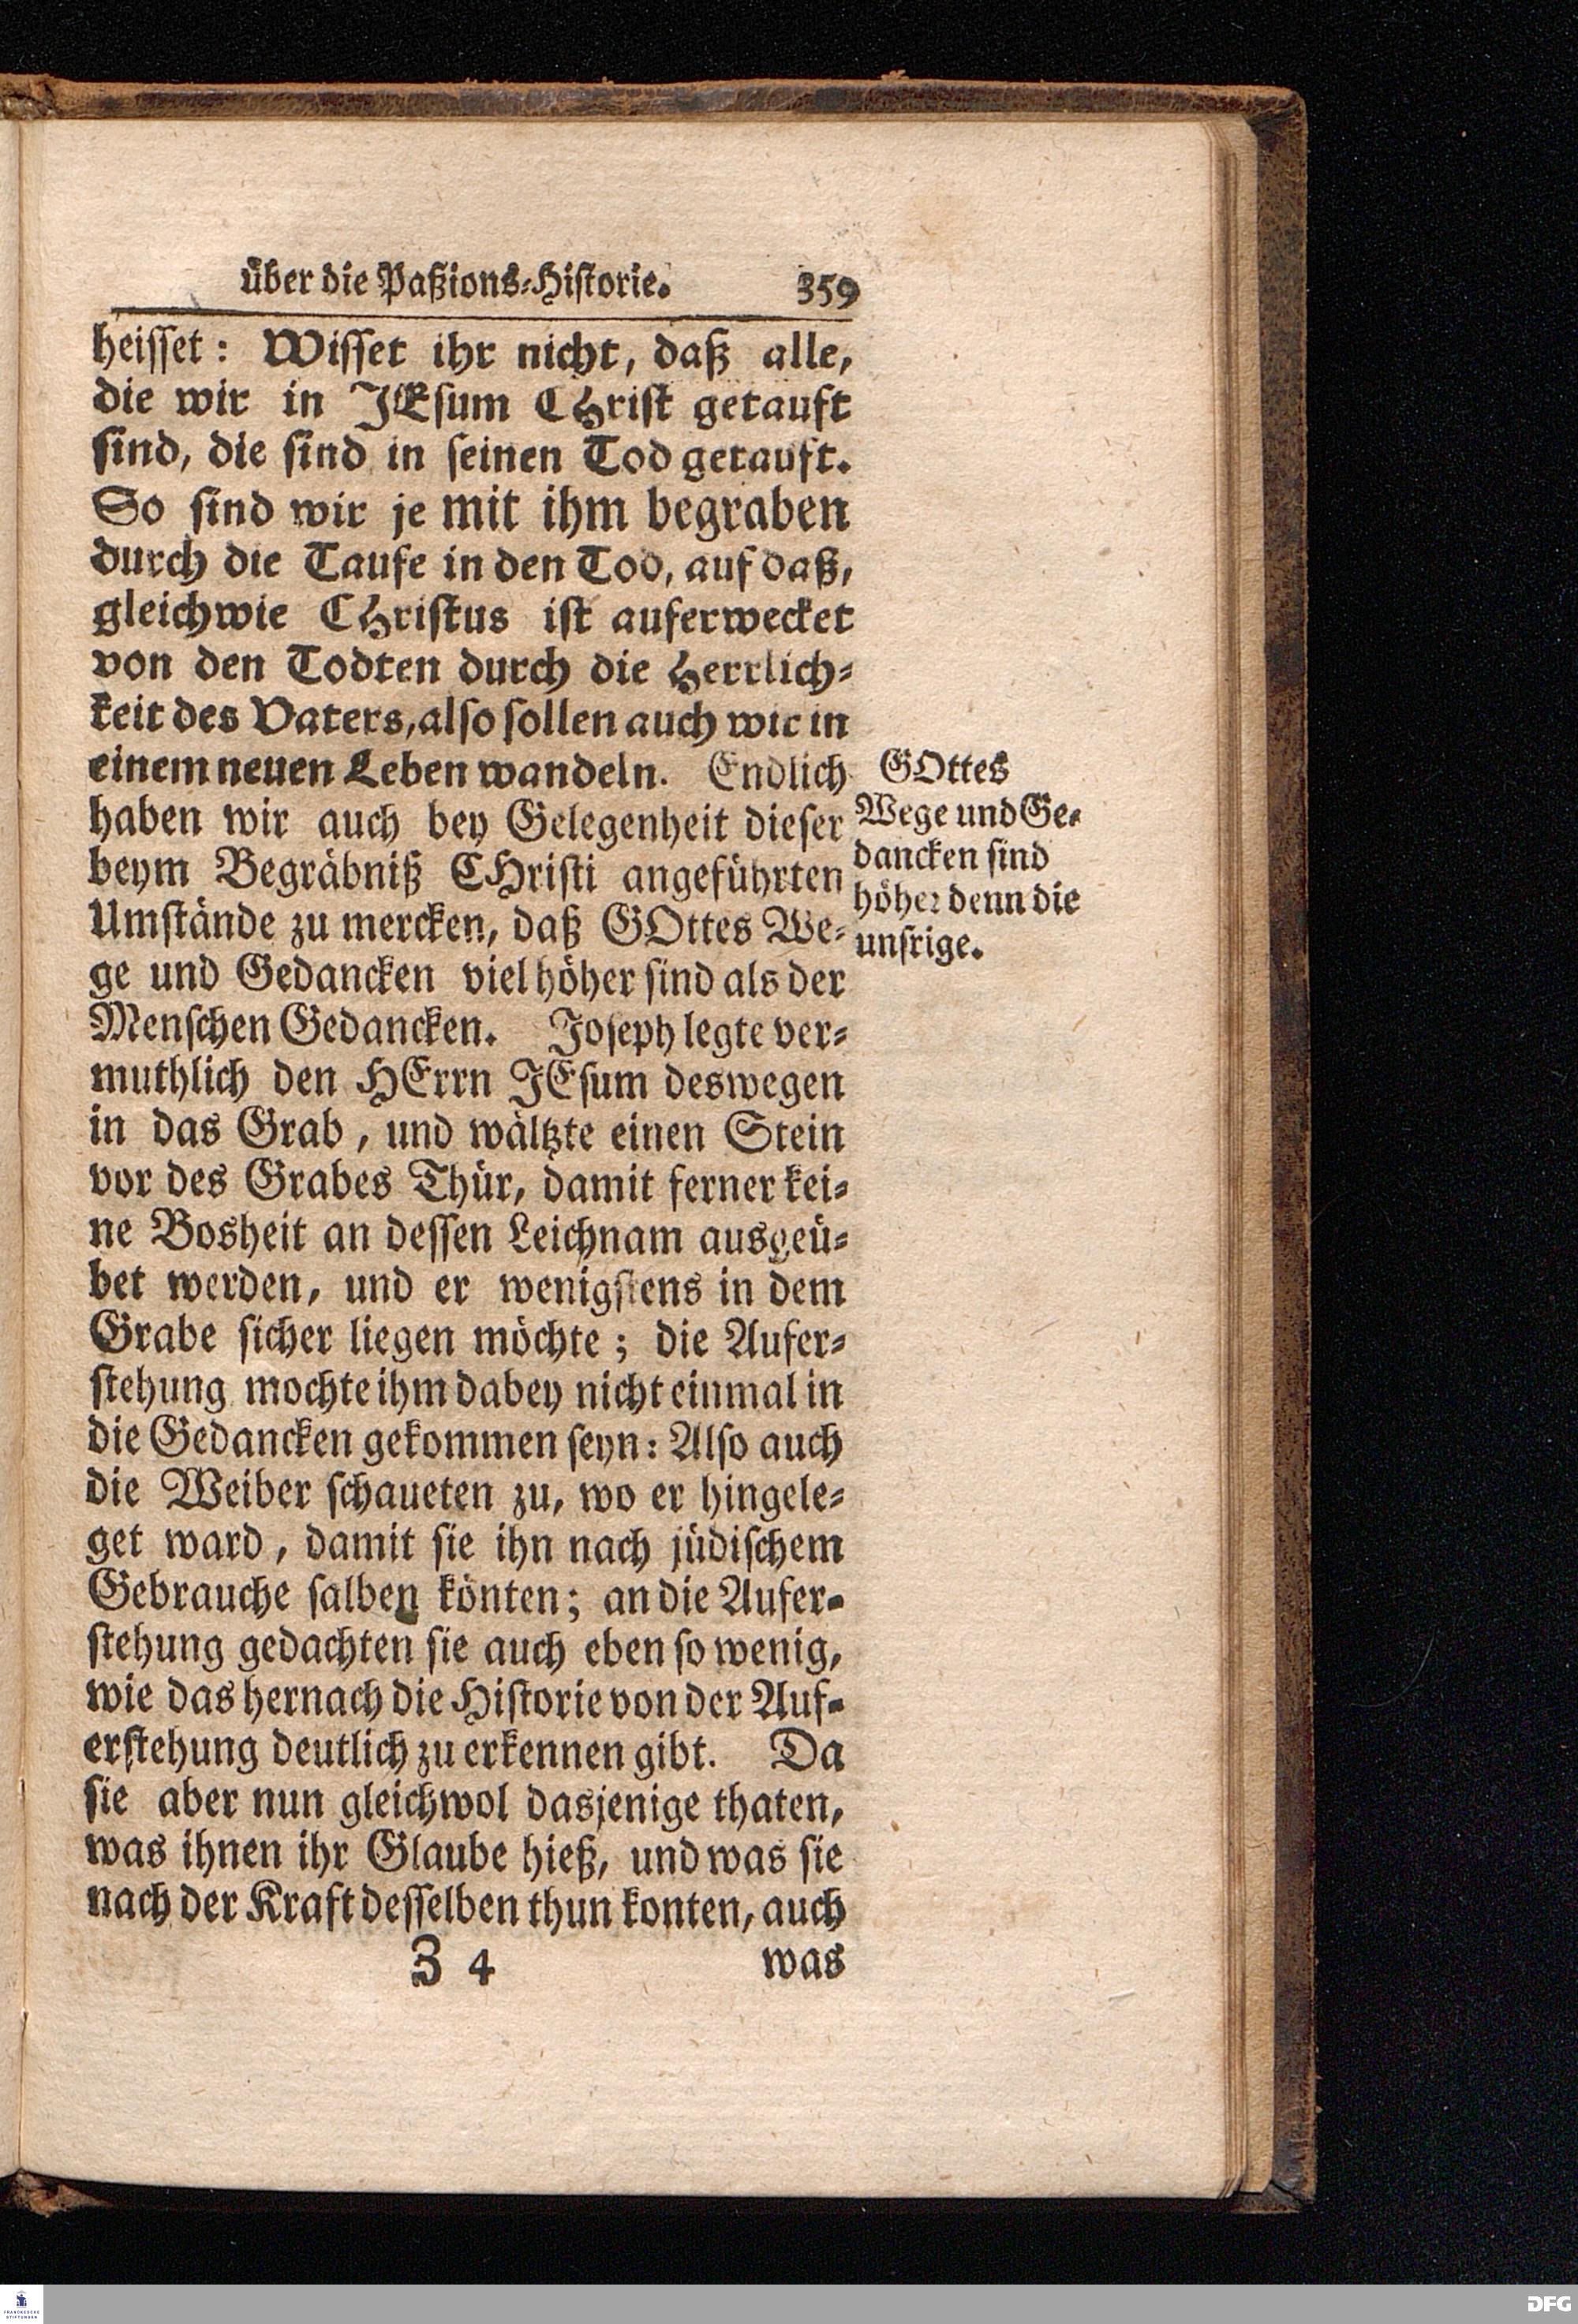 über die Paßions-Historie. 359
heisset: Wisset ihr nicht, daß alle,
die wir in JEsum CHrist getauft
sind, die sind in seinen Tod getauft.
So sind wir je mit ihm begraben
durch die Taufe in den Tod, auf daß,
gleichwie CHristus ist auferwecket
von den Todten durch die Herrlich-
keit des Vaters, also sollen auch wir in
einem neuen Leben wandeln. Endlich
haben wir auch bey Gelegenheit dieser
beym Begräbniß CHristi angeführten
Umstände zu mercken, daß GOttes We-
ge und Gedancken viel höher sind als der
Menschen Gedancken. Joseph legte ver-
muthlich den HErrn JEsum deswegen
in das Grab, und wältzte einen Stein
vor des Grabes Thür, damit ferner kei-
ne Bosheit an dessen Leichnam ausgeü-
bet werden, und er wenigstens in dem
Grabe sicher liegen möchte; die Aufer-
stehung mochte ihm dabey nicht einmal in
die Gedancken gekommen seyn: Also auch
die Weiber schaueten zu, wo er hingele-
get ward, damit sie ihn nach jüdischem
Gebrauche salben könten; an die Aufer-
stehung gedachten sie auch eben so wenig,
wie das hernach die Historie von der Auf-
erstehung deutlich zu erkennen gibt. Da
sie aber nun gleichwol dasjenige thaten,
was ihnen ihr Glaube hieß, und was sie
nach der Kraft desselben thun konten, auch
Z 4 was
GOttes
Wege und Ge-
dancken sind
höher denn die
unsrige.
FRANCKESCHE
STIFTUNGEN
DFG